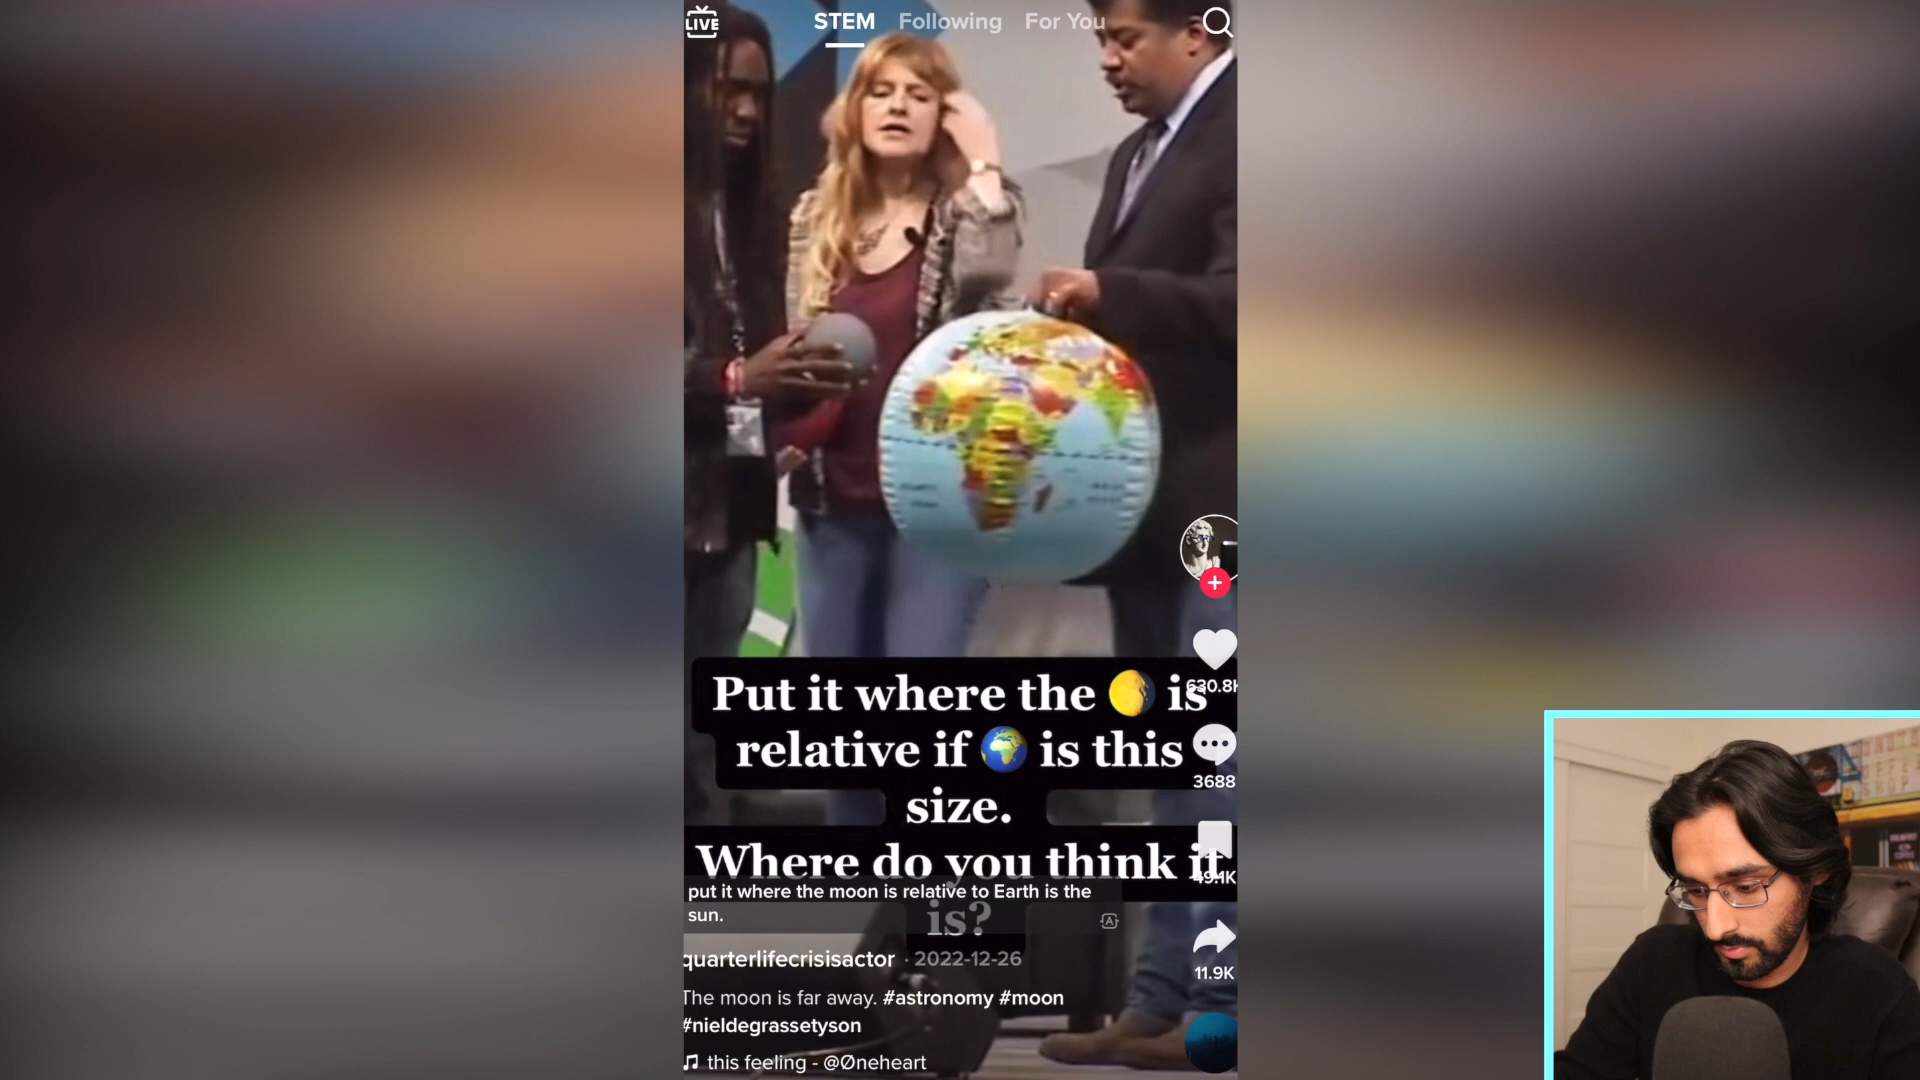 LIVE
STEM Following For You
Put it where the 🌖 is
relative if 🌍 is this
size.
Where do you think it
is?
put it where the moon is relative to Earth is the
sun.
quarterlifecrisisactor · 2022-12-26
The moon is far away. #astronomy #moon
#nieldegrassetyson
this feeling - @Øneheart
630.8K
3688
49.1K
11.9K